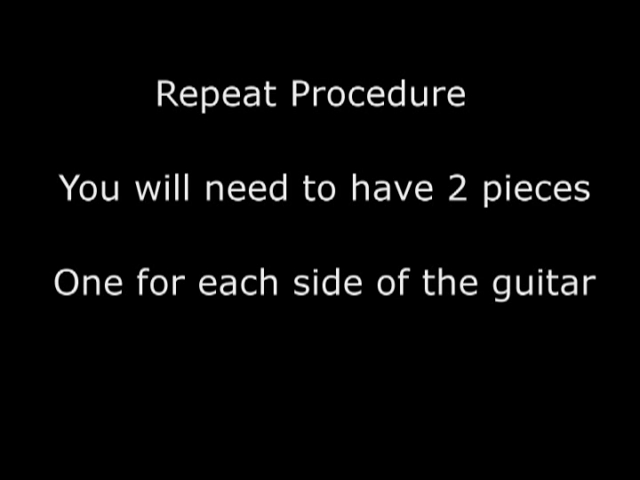 Repeat Procedure
You will need to have 2 pieces
One for each side of the guitar